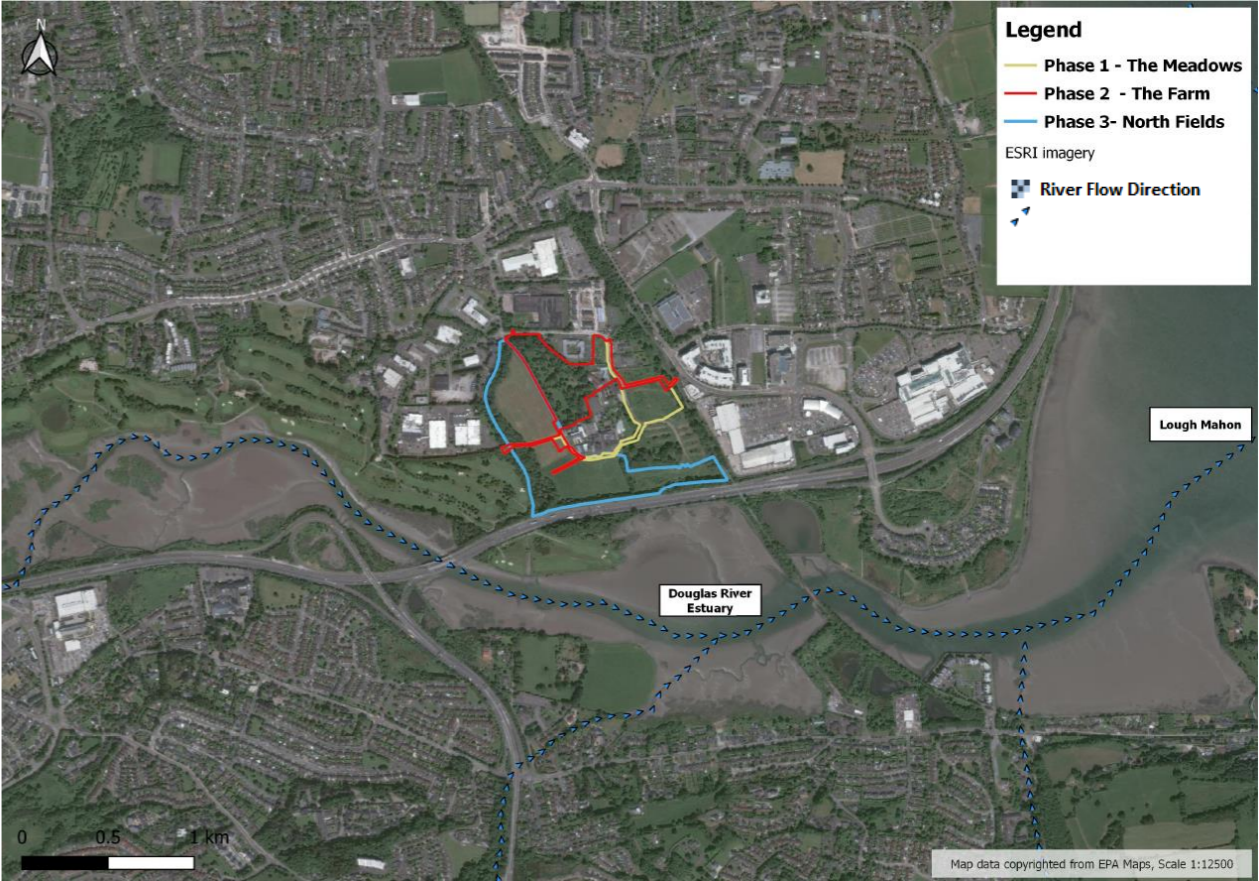 N
Legend
Phase 1 - The Meadows
Phase 2 - The Farm
Phase 3- North Fields
ESRI imagery
River Flow Direction
Lough Mahon
Douglas River
Estuary
0 0.5 1 km
Map data copyrighted from EPA Maps, Scale 1:12500